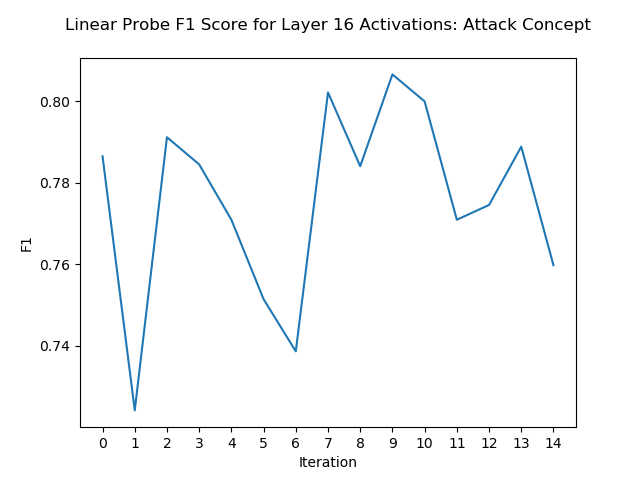 Linear Probe F1 Score for Layer 16 Activations: Attack Concept
0.80
0.78
0.76
0.74
F1
0 1 2 3 4 5 6 7 8 9 10 11 12 13 14
Iteration